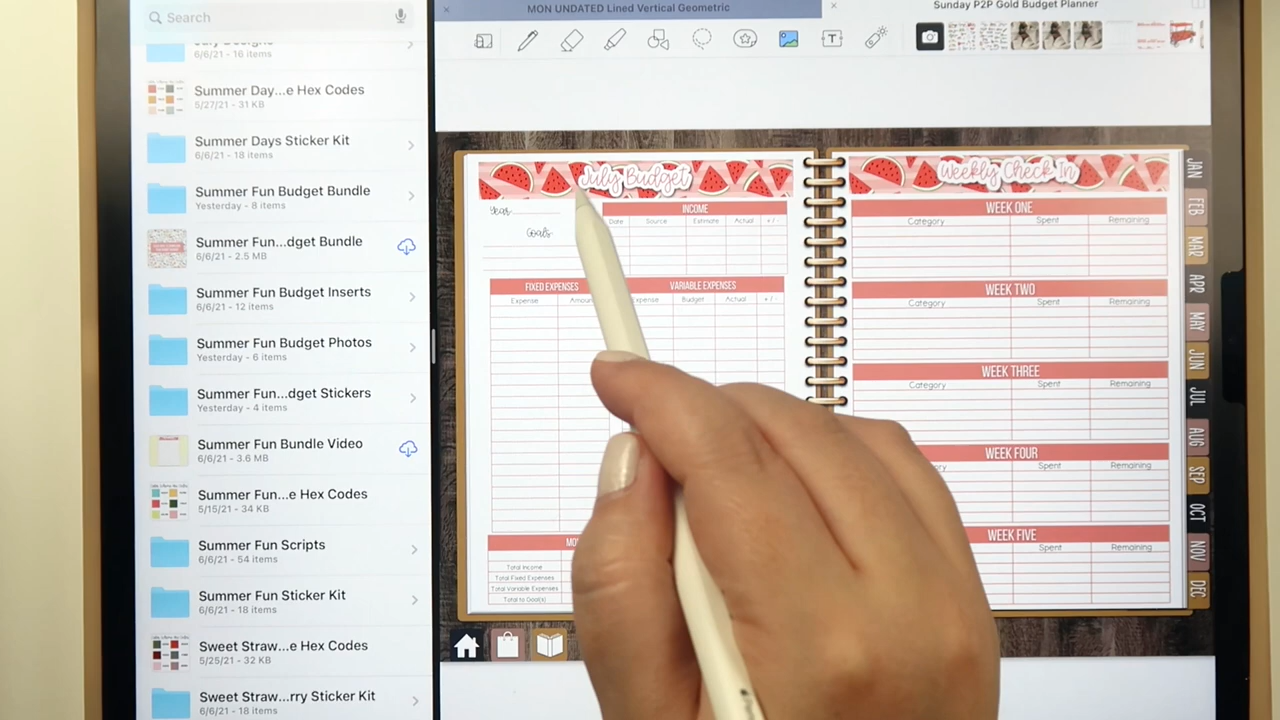 Search
6/6/21 - 16 items
Summer Day...e Hex Codes
5/27/21 - 31 KB
Summer Days Sticker Kit
6/6/21 - 18 items
Summer Fun Budget Bundle
Yesterday - 8 items
Summer Fun...dget Bundle
6/6/21 - 2.5 MB
Summer Fun Budget Inserts
6/6/21 - 12 items
Summer Fun Budget Photos
Yesterday - 6 items
Summer Fun...dget Stickers
Yesterday - 4 items
Summer Fun Bundle Video
6/6/21 - 3.6 MB
Summer Fun...e Hex Codes
5/15/21 - 34 KB
Summer Fun Scripts
6/6/21 - 54 items
Summer Fun Sticker Kit
6/6/21 - 18 items
Sweet Straw...e Hex Codes
5/25/21 - 32 KB
Sweet Straw...rry Sticker Kit
6/6/21 - 18 items
MON UNDATED Lined Vertical Geometric
Sunday P2P Gold Budget Planner
July Budget
Year:
Goals:
INCOME
Date Source Estimate Actual + / -
FIXED EXPENSES VARIABLE EXPENSES
Expense Budget Actual + / -
Total Income
Total Fixed Expenses
Total Variable Expenses
Total to Goal(s)
Weekly Check In
WEEK ONE
Category Spent Remaining
WEEK TWO
Category Spent Remaining
WEEK THREE
Category Spent Remaining
WEEK FOUR
Spent Remaining
WEEK FIVE
Spent Remaining
JAN
FEB
MAR
APR
MAY
JUN
JUL
AUG
SEP
OCT
NOV
DEC